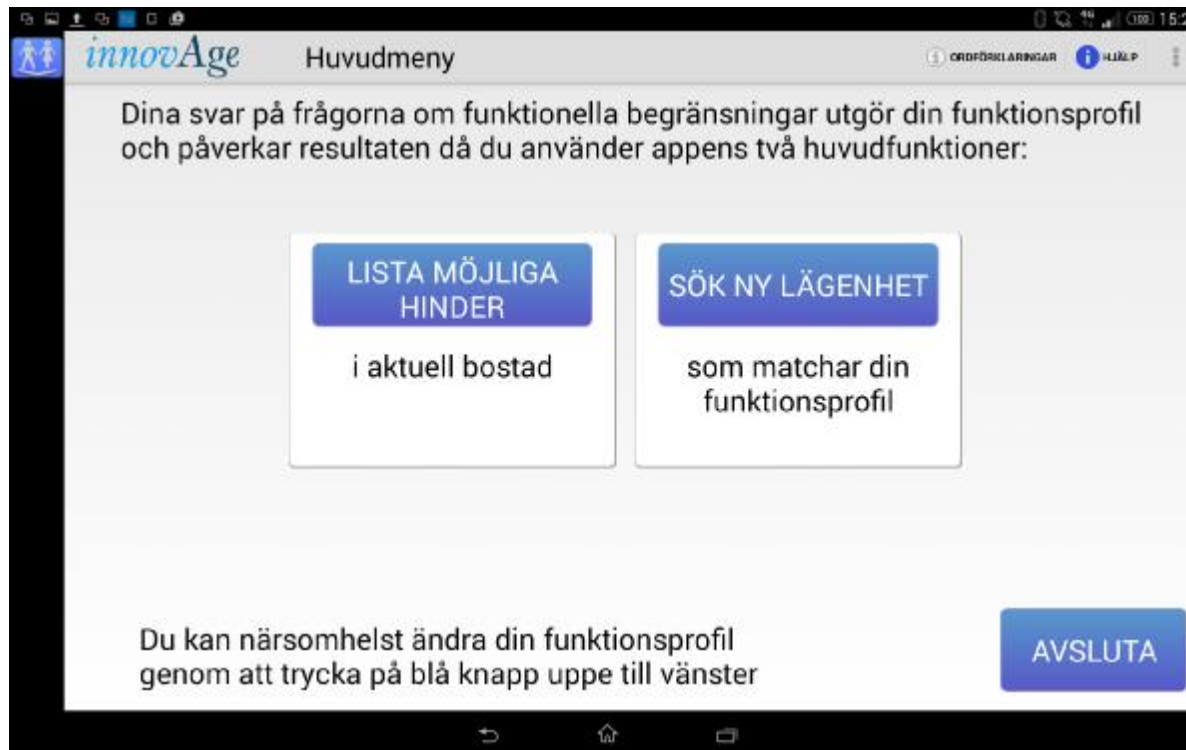 15:2
innovAge Huvudmeny ORDFÖRKLARINGAR HJÄLP
Dina svar på frågorna om funktionella begränsningar utgör din funktionsprofil
och påverkar resultaten då du använder appens två huvudfunktioner:
LISTA MÖJLIGA
HINDER
i aktuell bostad
SÖK NY LÄGENHET
som matchar din
funktionsprofil
Du kan närsomhelst ändra din funktionsprofil
genom att trycka på blå knapp uppe till vänster
AVSLUTA